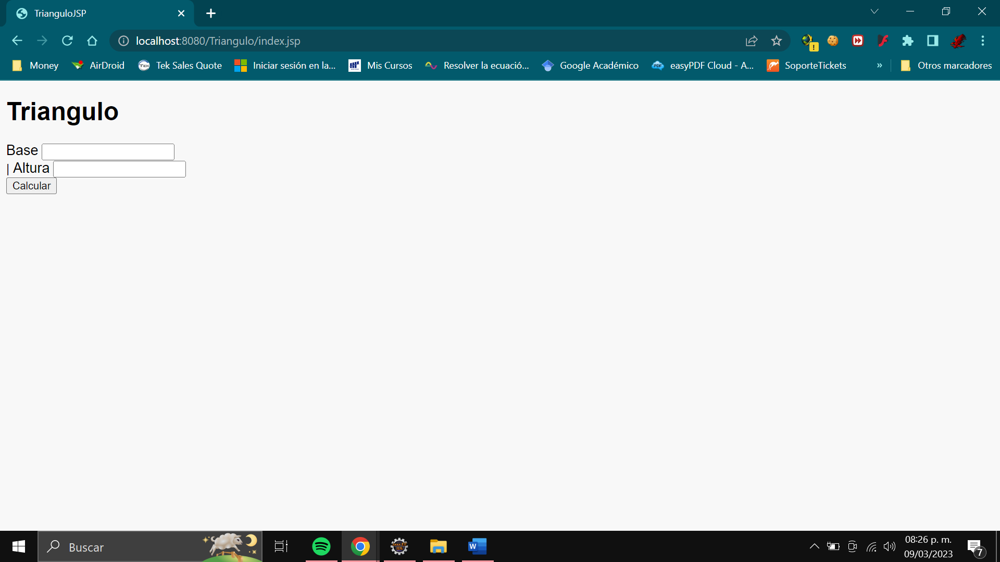 TrianguloJSP
localhost:8080/Triangulo/index.jsp
Money AirDroid Tek Sales Quote Iniciar sesión en la... Mis Cursos Resolver la ecuació... Google Académico easyPDF Cloud - A... SoporteTickets » Otros marcadores
Triangulo
Base
| Altura
Calcular
Buscar
08:26 p. m.
09/03/2023
7